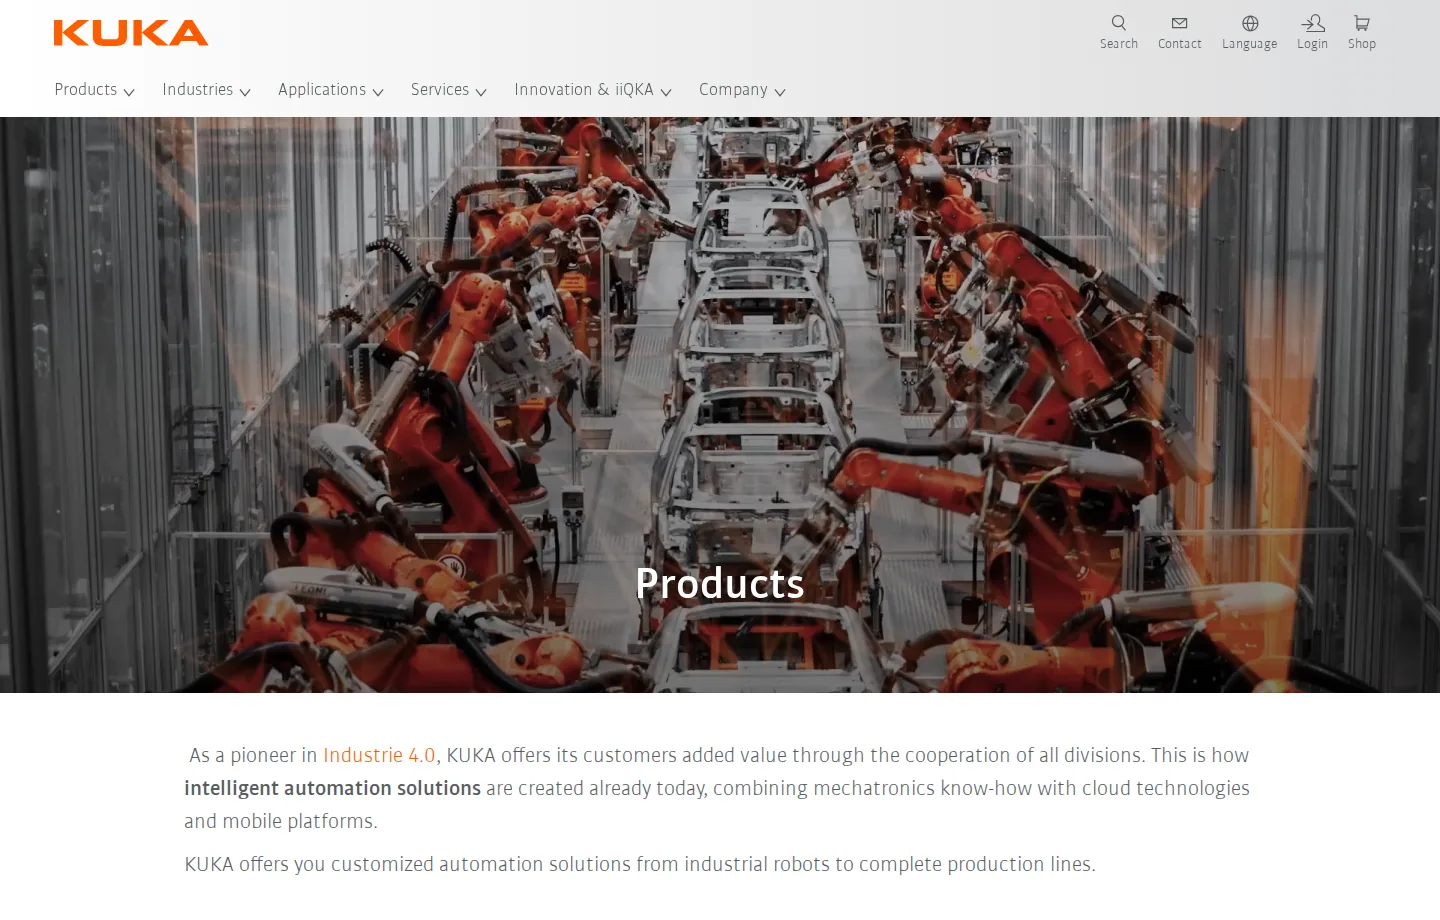 KUKA
Search
Contact
Language
Login
Shop
Products
Industries
Applications
Services
Innovation & iiQKA
Company
LEONI
Products
As a pioneer in Industrie 4.0, KUKA offers its customers added value through the cooperation of all divisions. This is how
intelligent automation solutions are created already today, combining mechatronics know-how with cloud technologies
and mobile platforms.
KUKA offers you customized automation solutions from industrial robots to complete production lines.